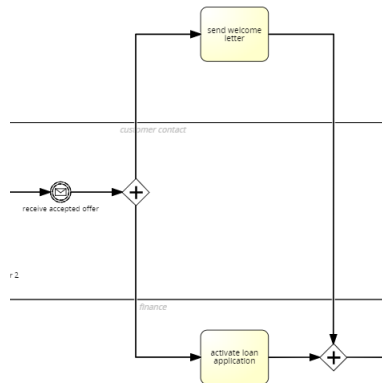 send welcome
letter
customer contact
receive accepted offer
r 2
finance
activate loan
application